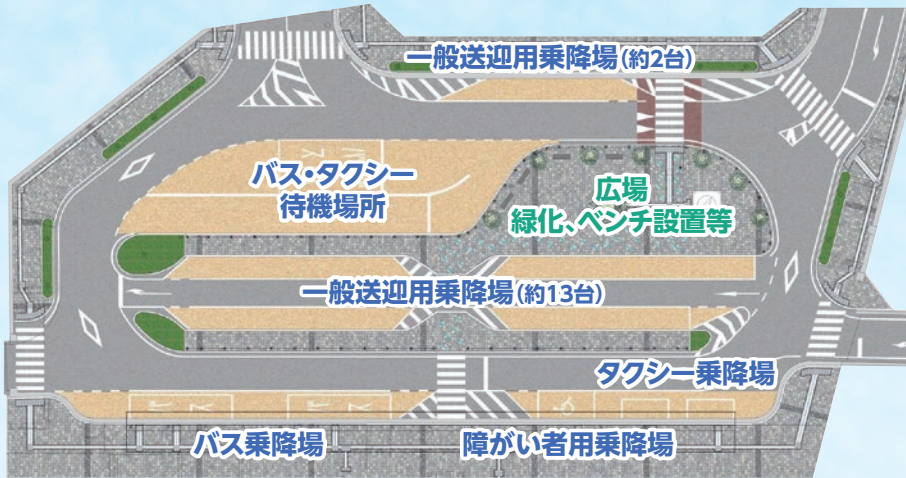 一般送迎用乗降場(約2台)
バス・タクシー
待機場所
広場
緑化、ベンチ設置等
一般送迎用乗降場(約13台)
タクシー乗降場
バス乗降場
障がい者用乗降場